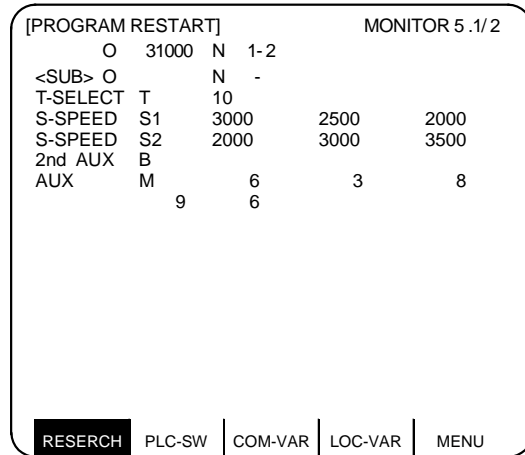 [PROGRAM RESTART] MONITOR 5 .1/ 2
O 31000 N 1- 2
<SUB> O N -
T-SELECT T 10
S-SPEED S1 3000 2500 2000
S-SPEED S2 2000 3000 3500
2nd AUX B
AUX M 6 3 8
9 6
RESERCH PLC-SW COM-VAR LOC-VAR MENU